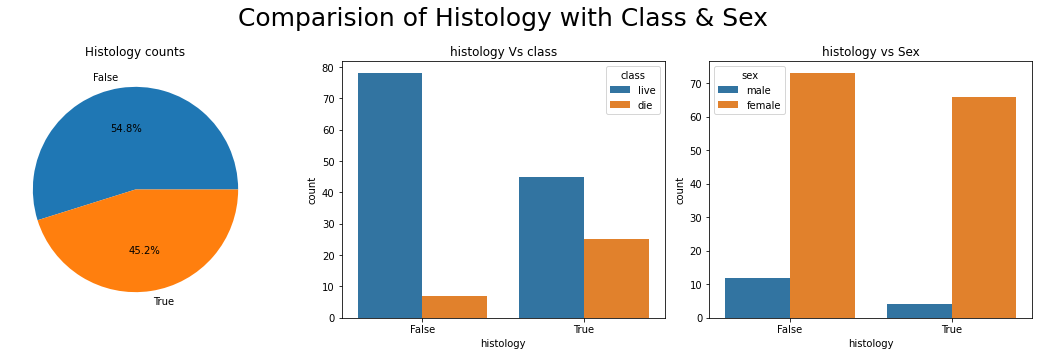 Comparision of Histology with Class & Sex
Histology counts
False
54.8%
45.2%
True
histology Vs class
class
live
die
count
80
70
60
50
40
30
20
10
0
False True
histology
histology vs Sex
sex
male
female
count
70
60
50
40
30
20
10
0
False True
histology